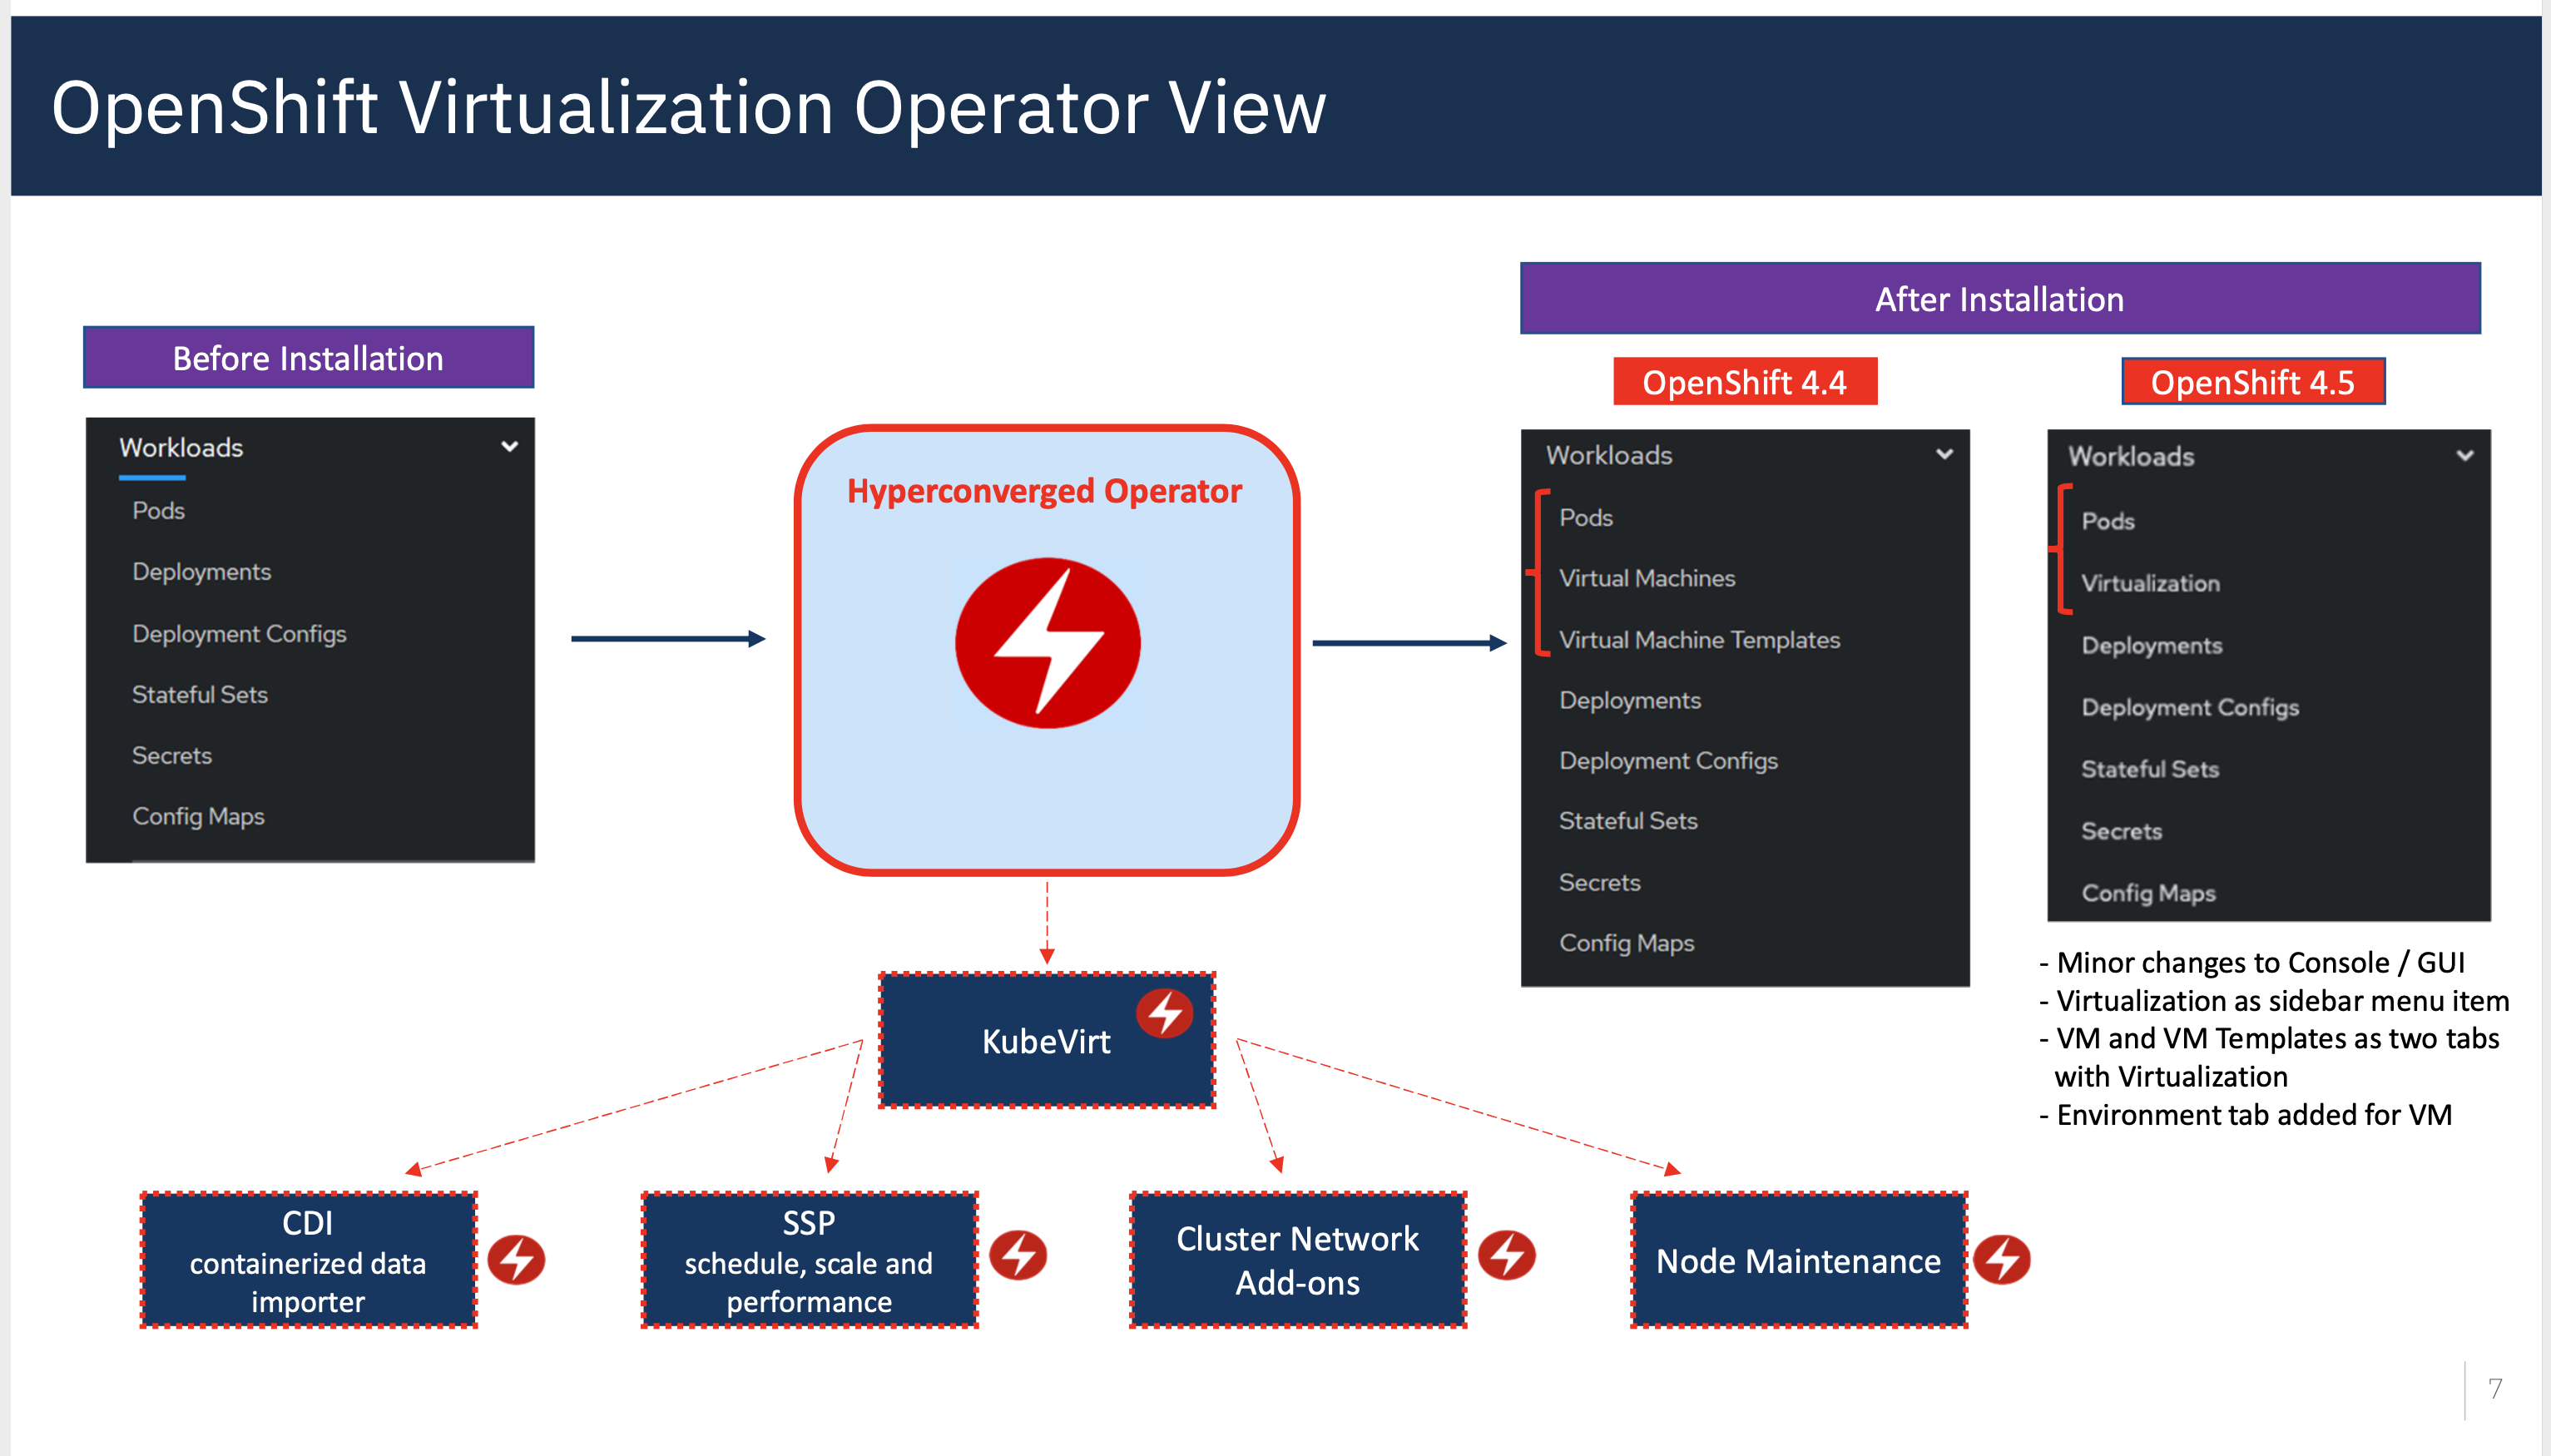 OpenShift Virtualization Operator View
Before Installation
Workloads
Pods
Deployments
Deployment Configs
Stateful Sets
Secrets
Config Maps
Hyperconverged Operator
KubeVirt
CDI
containerized data
importer
SSP
schedule, scale and
performance
Cluster Network
Add-ons
Node Maintenance
After Installation
OpenShift 4.4
Workloads
Pods
Virtual Machines
Virtual Machine Templates
Deployments
Deployment Configs
Stateful Sets
Secrets
Config Maps
OpenShift 4.5
Workloads
Pods
Virtualization
Deployments
Deployment Configs
Stateful Sets
Secrets
Config Maps
- Minor changes to Console / GUI
- Virtualization as sidebar menu item
- VM and VM Templates as two tabs
with Virtualization
- Environment tab added for VM
7